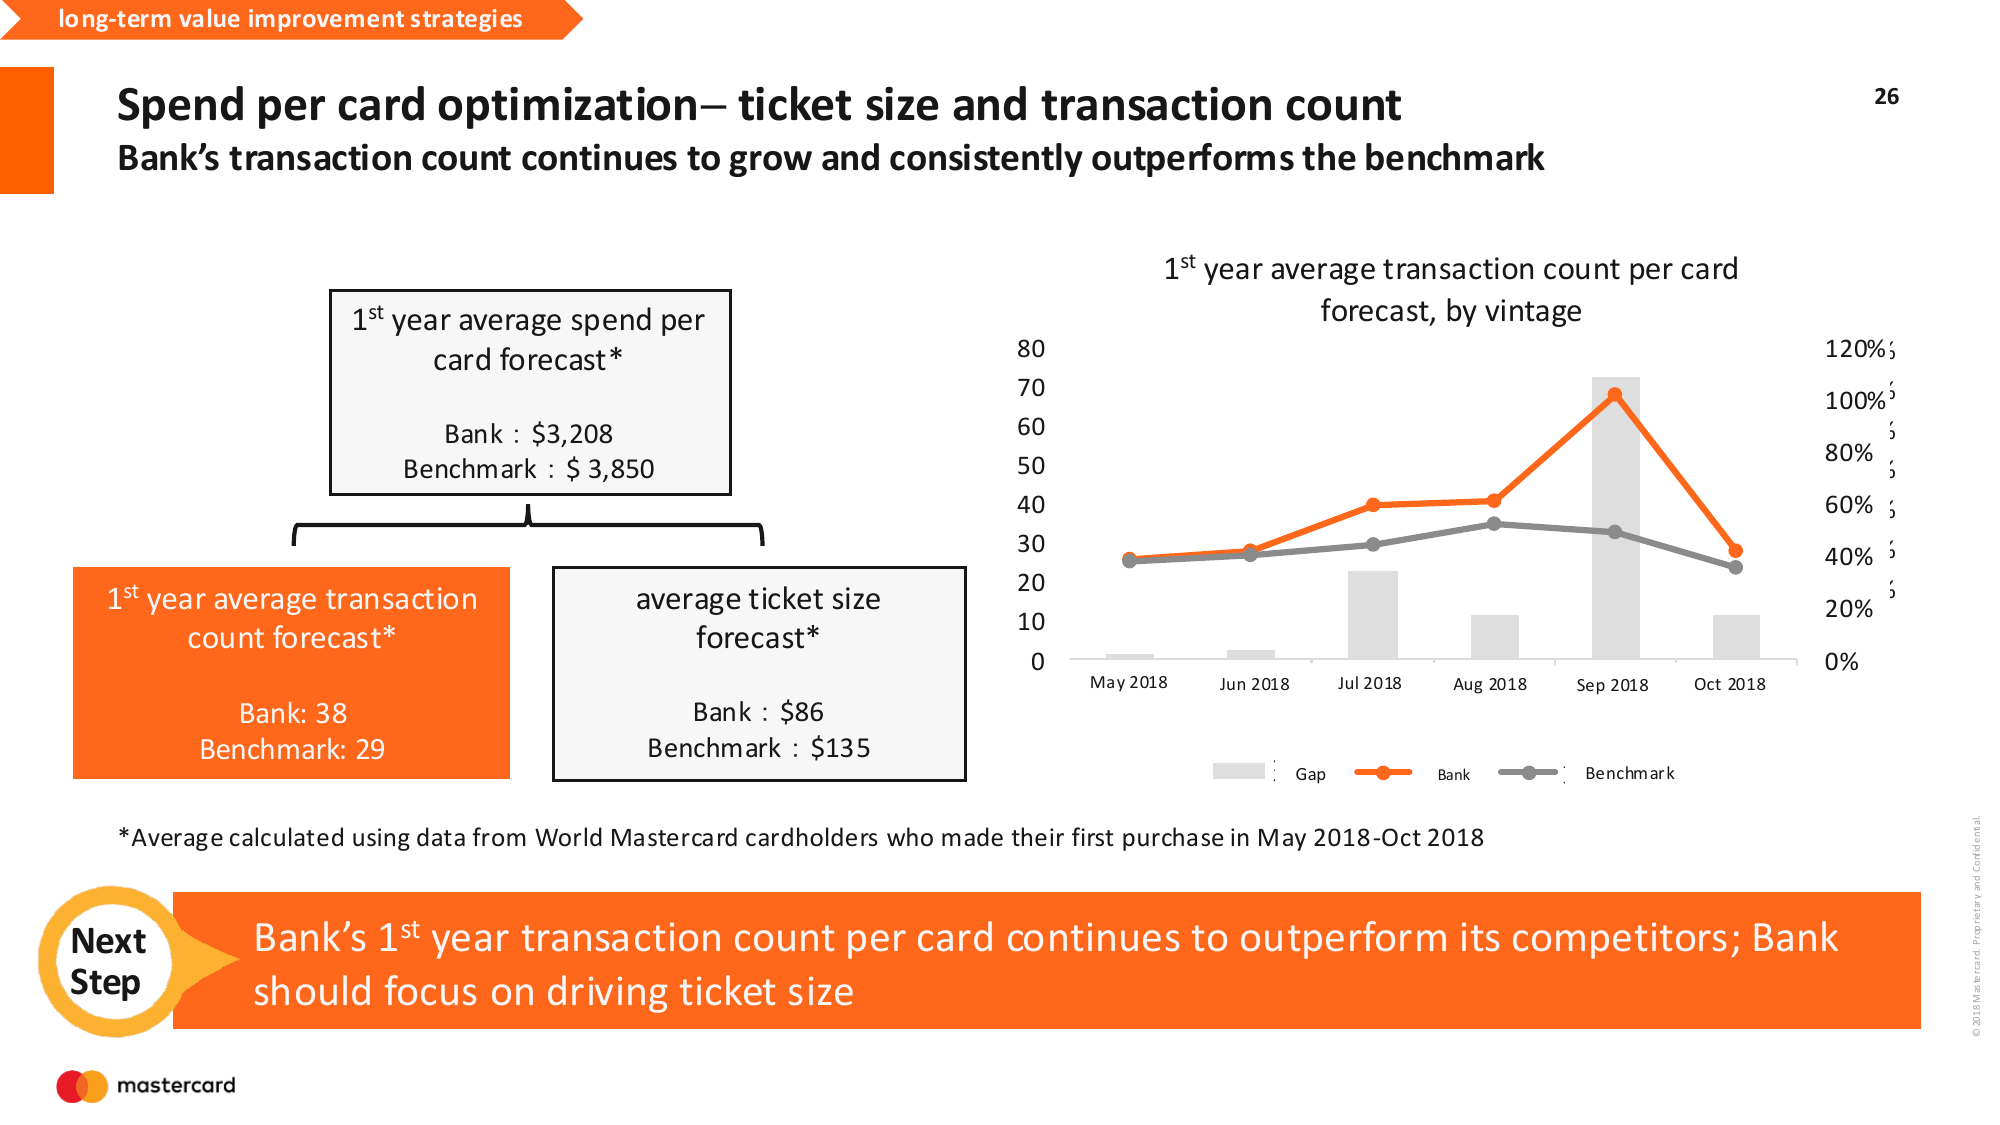 long-term value improvement strategies
Spend per card optimization– ticket size and transaction count
26
Bank’s transaction count continues to grow and consistently outperforms the benchmark
1st year average spend per
card forecast*
Bank : $3,208
Benchmark : $ 3,850
1st year average transaction
count forecast*
Bank: 38
Benchmark: 29
average ticket size
forecast*
Bank : $86
Benchmark : $135
1st year average transaction count per card
forecast, by vintage
80
70
60
50
40
30
20
10
0
120%
100%
80%
60%
40%
20%
0%
May 2018
Jun 2018
Jul 2018
Aug 2018
Sep 2018
Oct 2018
Gap
Bank
Benchmark
*Average calculated using data from World Mastercard cardholders who made their first purchase in May 2018-Oct 2018
Next
Step
Bank’s 1st year transaction count per card continues to outperform its competitors; Bank
should focus on driving ticket size
mastercard
©2018 Mastercard. Proprietary and Confidential.